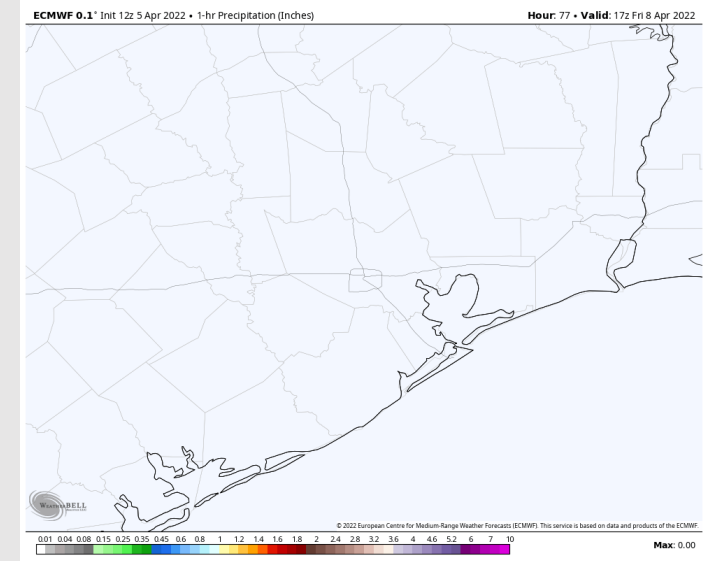 ECMWF 0.1° Init 12z 5 Apr 2022 • 1-hr Precipitation (Inches)
Hour: 77 • Valid: 17z Fri 8 Apr 2022
WeatherBELL
© 2022 European Centre for Medium-Range Weather Forecasts (ECMWF). This service is based on data and products of the ECMWF.
0.01 0.04 0.08 0.15 0.25 0.35 0.45 0.6 0.8 1 1.2 1.4 1.6 1.8 2 2.4 2.8 3.2 3.6 4 4.6 5.2 6 7 10
Max: 0.00